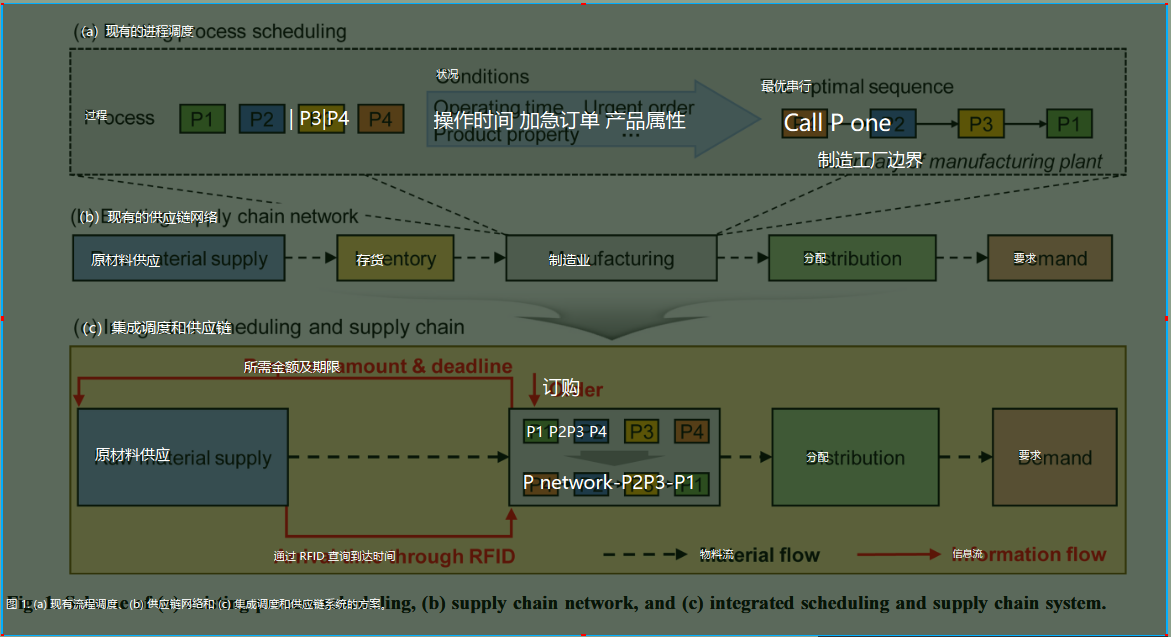 (a) 现有的进程调度 process scheduling
状况 Conditions
过程 Process P1 P2 | P3|P4 P4
Operating time Urgent order
操作时间 加急订单 产品属性
Product property ...
最优串行 optimal sequence
Call P one P3 P1
制造工厂边界 of manufacturing plant
(b) 现有的供应链网络 supply chain network
原材料供应 material supply
存货 Inventory
制造业 Manufacturing
分配 Distribution
要求 Demand
(c) 集成调度和供应链 scheduling and supply chain
所需金额及期限 amount & deadline
订购 Order
P1 P2P3 P4 P3 P4
P network-P2P3-P1
原材料供应 Raw material supply
分配 Distribution
要求 Demand
通过 RFID 查询到达时间 through RFID
物料流 Material flow
信息流 Information flow
图 1. (a) 现有流程调度、(b) 供应链网络和 (c) 集成调度和供应链系统的方案。
(b) supply chain network, and (c) integrated scheduling and supply chain system.